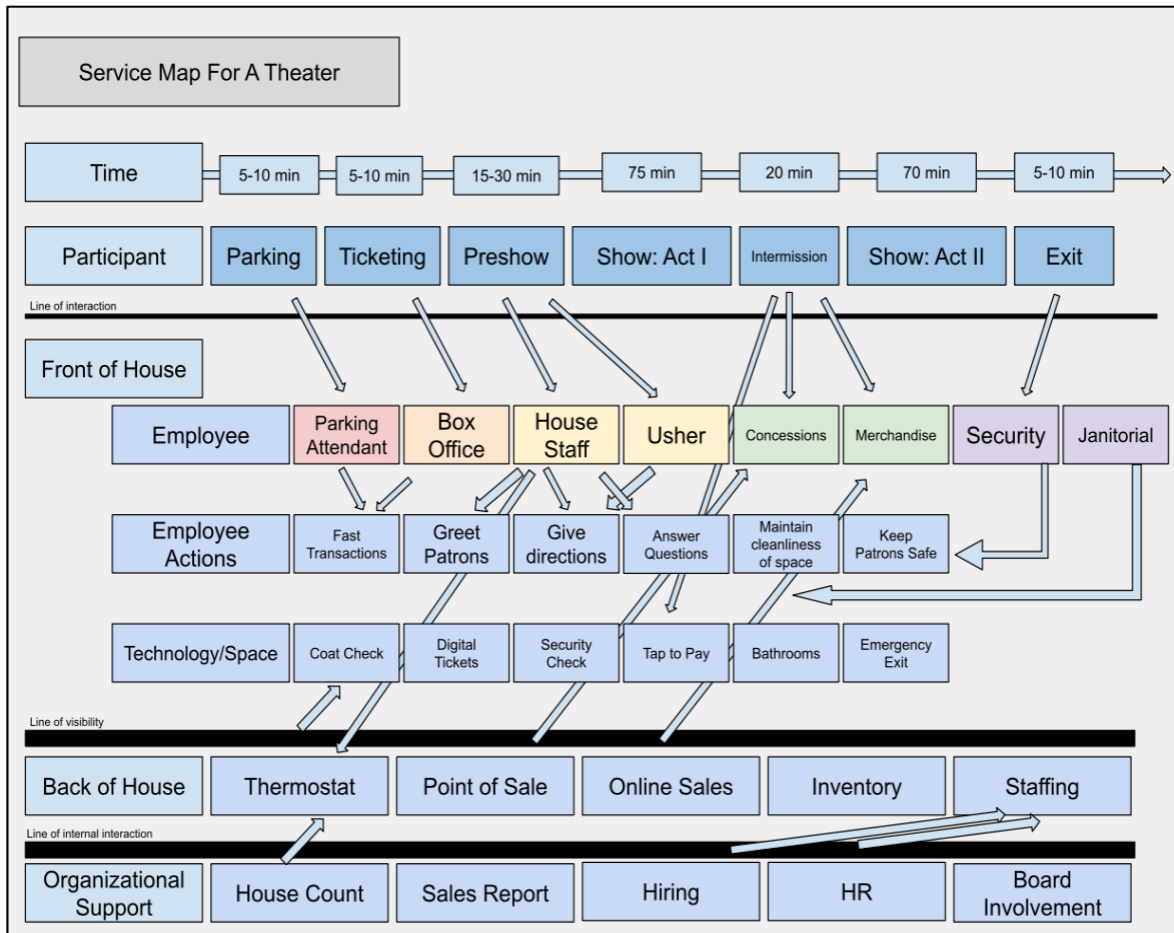 Service Map For A Theater
Time
5-10 min
5-10 min
15-30 min
75 min
20 min
70 min
5-10 min
Participant
Parking
Ticketing
Preshow
Show: Act I
Intermission
Show: Act II
Exit
Line of interaction
Front of House
Employee
Parking
Attendant
Box
Office
House
Staff
Usher
Concessions
Merchandise
Security
Janitorial
Employee
Actions
Fast
Transactions
Greet
Patrons
Give
directions
Answer
Questions
Maintain
cleanliness
of space
Keep
Patrons Safe
Technology/Space
Coat Check
Digital
Tickets
Security
Check
Tap to Pay
Bathrooms
Emergency
Exit
Line of visibility
Back of House
Thermostat
Point of Sale
Online Sales
Inventory
Staffing
Line of internal interaction
Organizational
Support
House Count
Sales Report
Hiring
HR
Board
Involvement